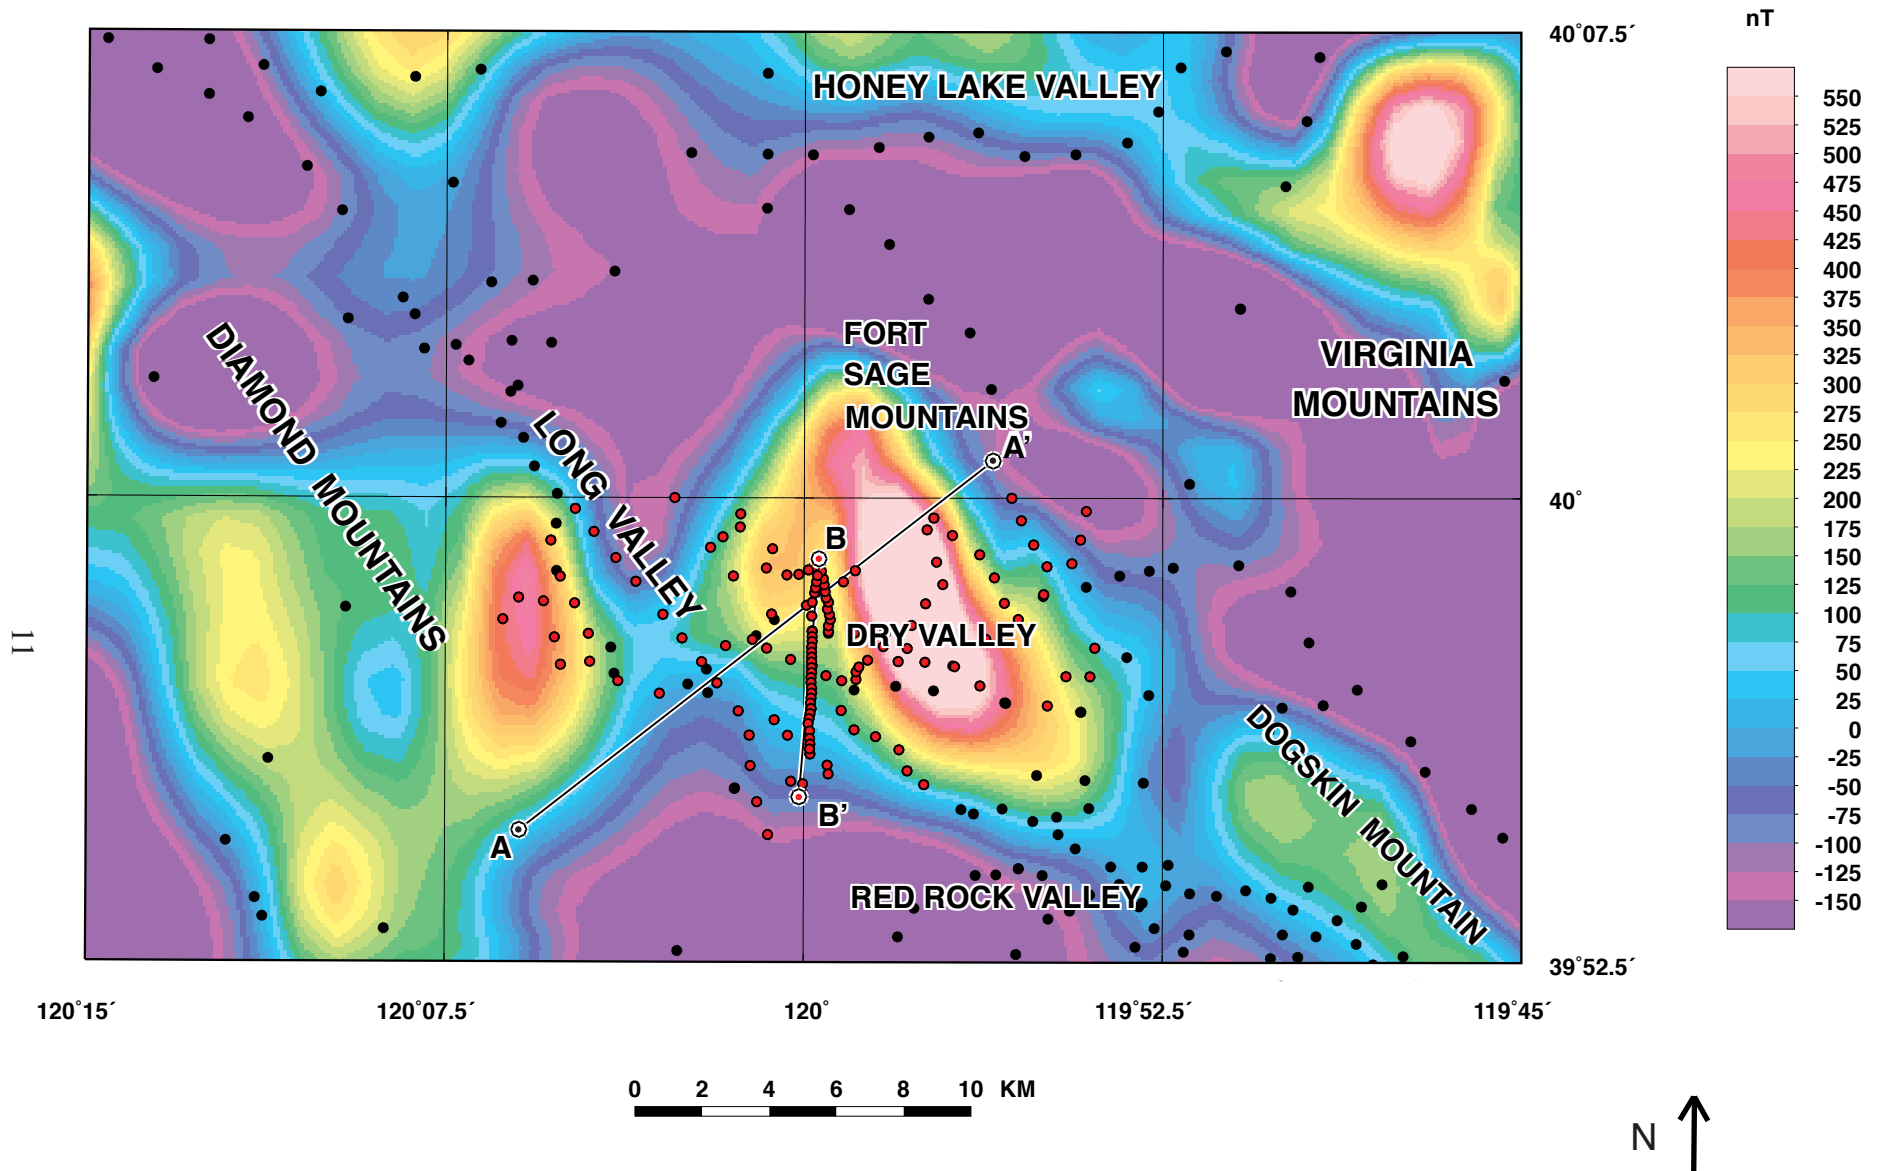 nT
40°07.5´
HONEY LAKE VALLEY
550
525
500
475
450
425
400
375
350
325
300
275
250
225
200
175
150
125
100
75
50
25
0
-25
-50
-75
-100
-125
-150
FORT
SAGE
MOUNTAINS
VIRGINIA
MOUNTAINS
DIAMOND MOUNTAINS
LONG VALLEY
A’
40°
B
DRY VALLEY
11
DOGSKIN MOUNTAIN
B’
A
RED ROCK VALLEY
39°52.5´
120°15´
120°07.5´
120°
119°52.5´
119°45´
0 2 4 6 8 10 KM
N